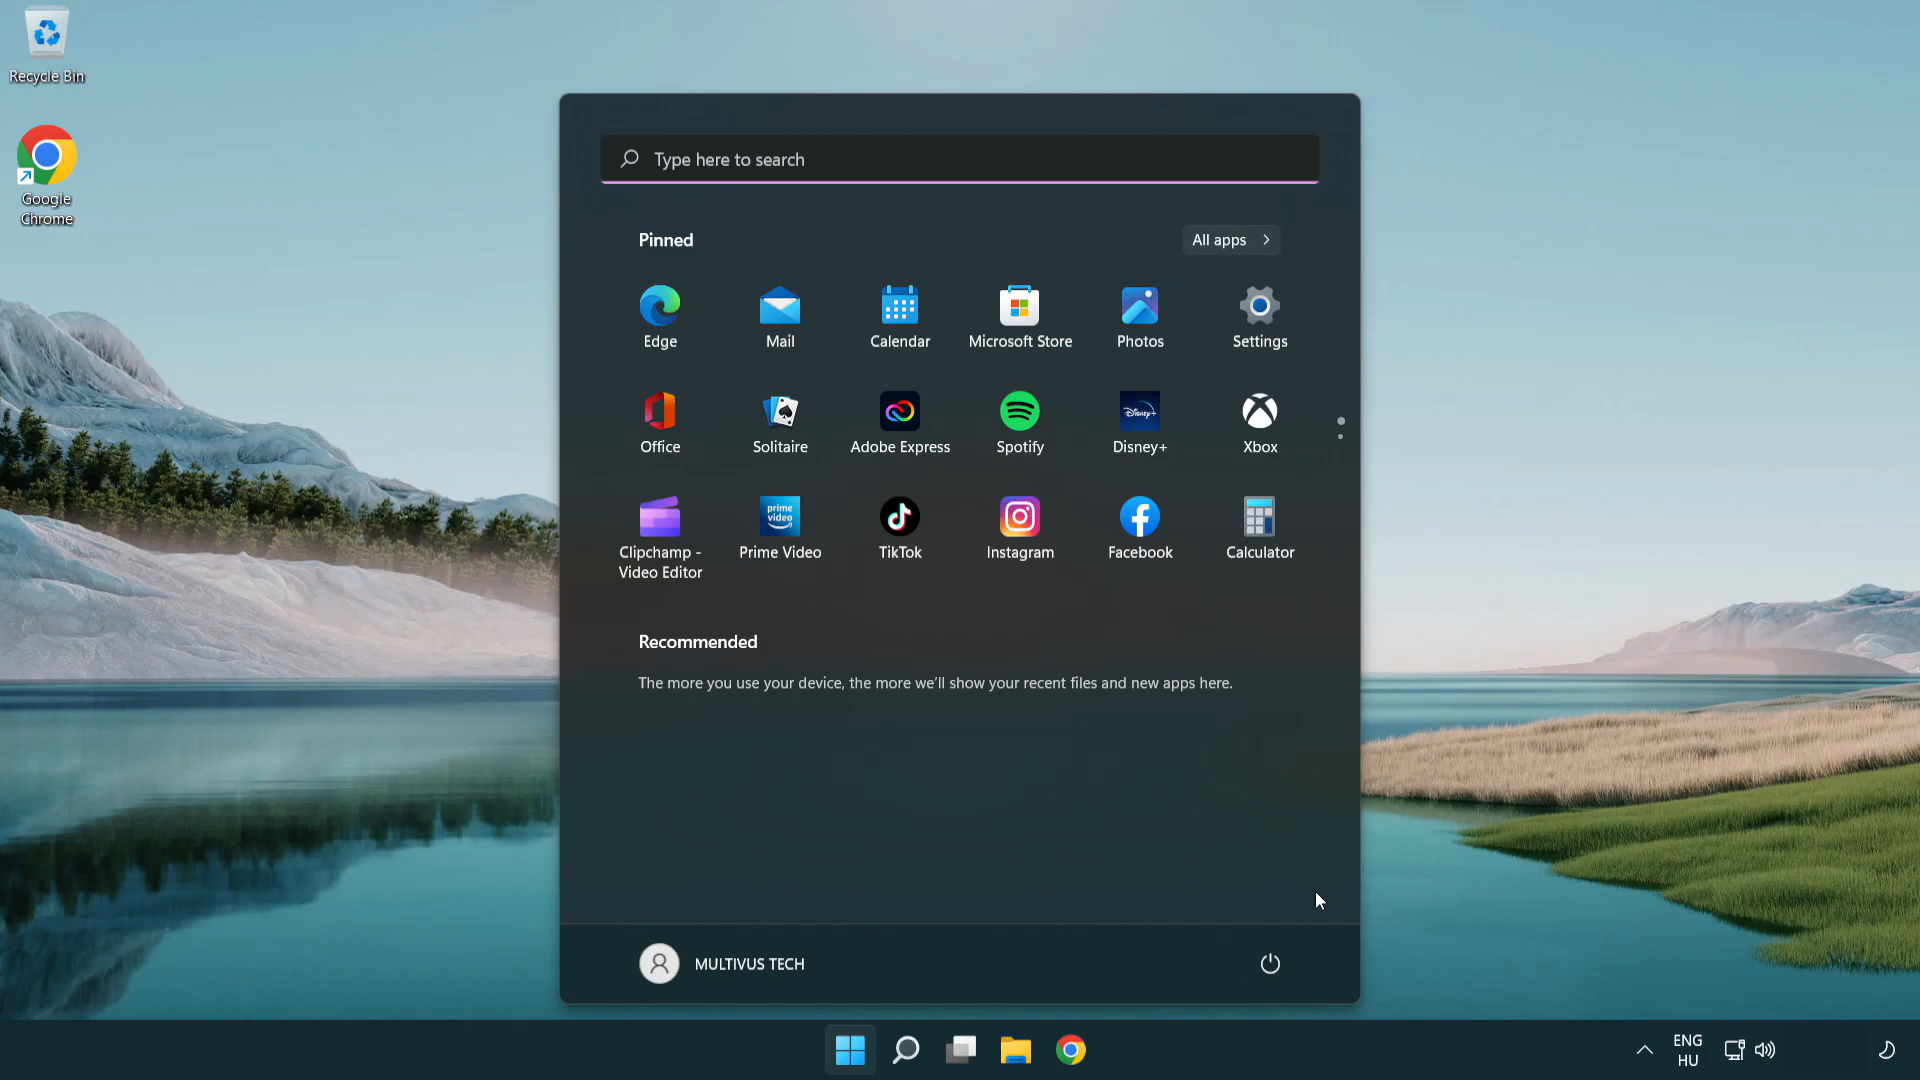 Recycle Bin
Google
Chrome
Type here to search
Pinned
All apps
Edge
Mail
Calendar
Microsoft Store
Photos
Settings
Office
Solitaire
Adobe Express
Disney+
Spotify
Disney+
Xbox
prime
video
Clipchamp -
Video Editor
Prime Video
TikTok
Instagram
Facebook
Calculator
Recommended
The more you use your device, the more we'll show your recent files and new apps here.
MULTIVUS TECH
ENG
HU